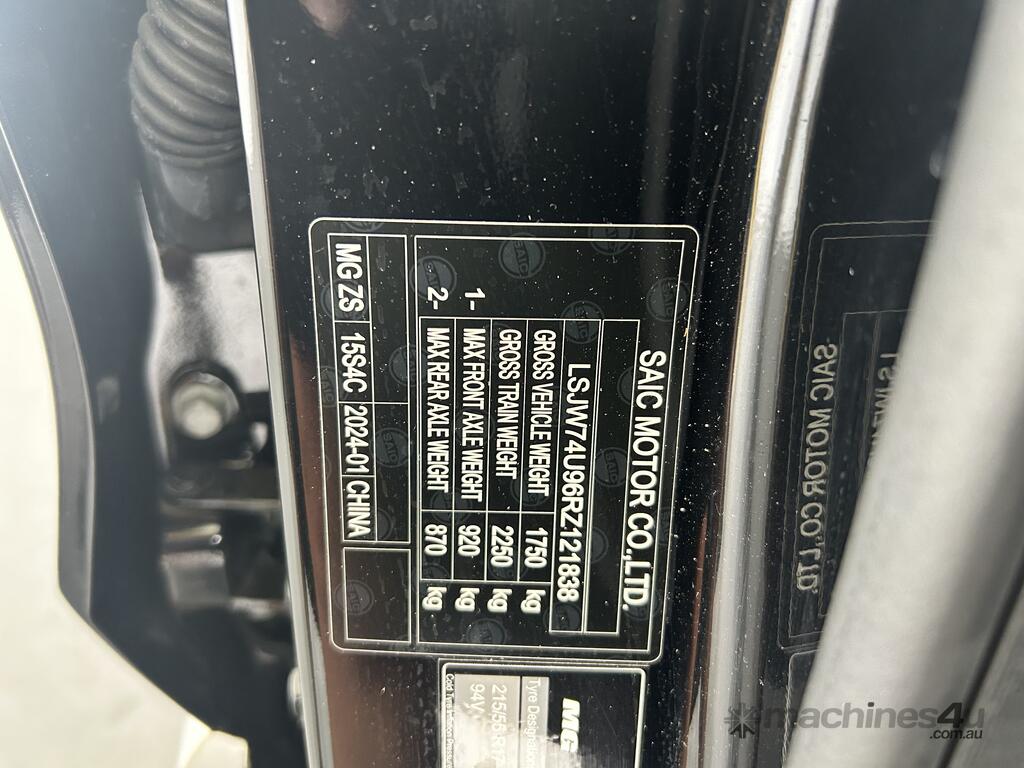 SAIC MOTOR CO.,LTD.
LSJW74U96RZ121838
GROSS VEHICLE WEIGHT 1750 kg
GROSS TRAIN WEIGHT 2250 kg
1- MAX FRONT AXLE WEIGHT 920 kg
2- MAX REAR AXLE WEIGHT 870 kg
MG ZS 15S4C 2024-01 CHINA
MG
Tyre Designation
215/55 R17
94V
SAIC MOTOR CO.,LTD.
machines4u
.com.au